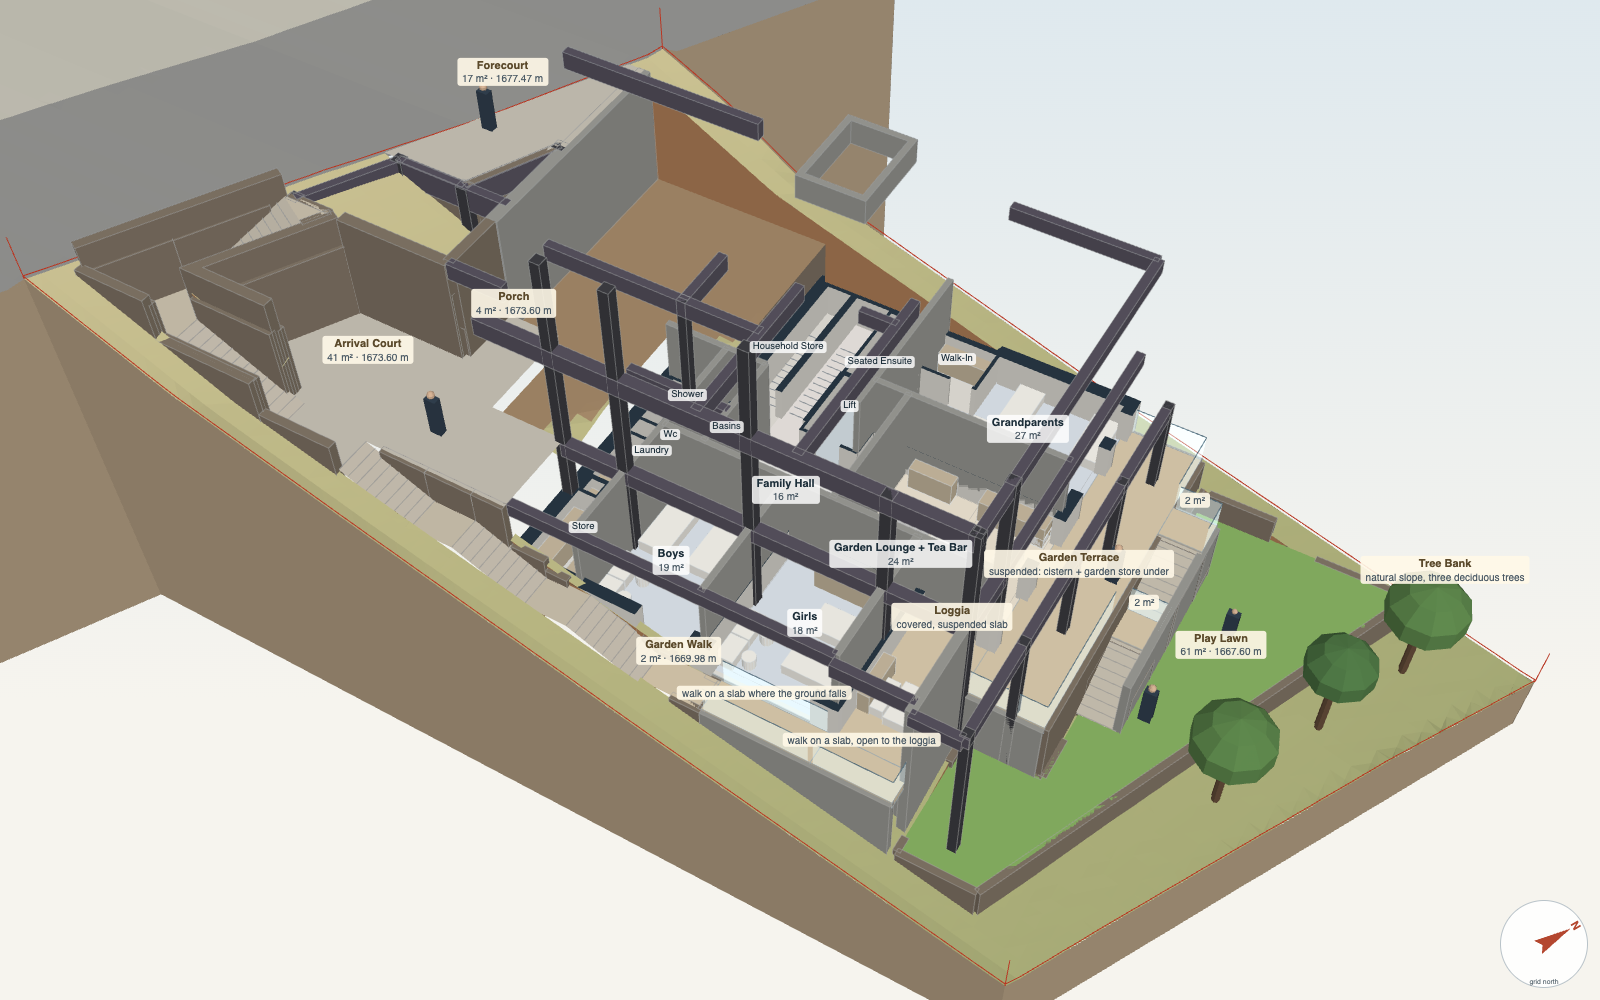 Forecourt
17 m² · 1677.47 m
Porch
4 m² · 1673.60 m
Arrival Court
41 m² · 1673.60 m
Household Store
Seated Ensuite
Walk-In
Shower
Lift
Basins
Wc
Laundry
Grandparents
27 m²
Family Hall
16 m²
2 m²
Store
Boys
19 m²
Garden Lounge + Tea Bar
24 m²
Garden Terrace
suspended: cistern + garden store under
Tree Bank
natural slope, three deciduous trees
2 m²
Loggia
covered, suspended slab
Girls
18 m²
Play Lawn
61 m² · 1667.60 m
Garden Walk
2 m² · 1669.98 m
walk on a slab where the ground falls
walk on a slab, open to the loggia
N
grid north